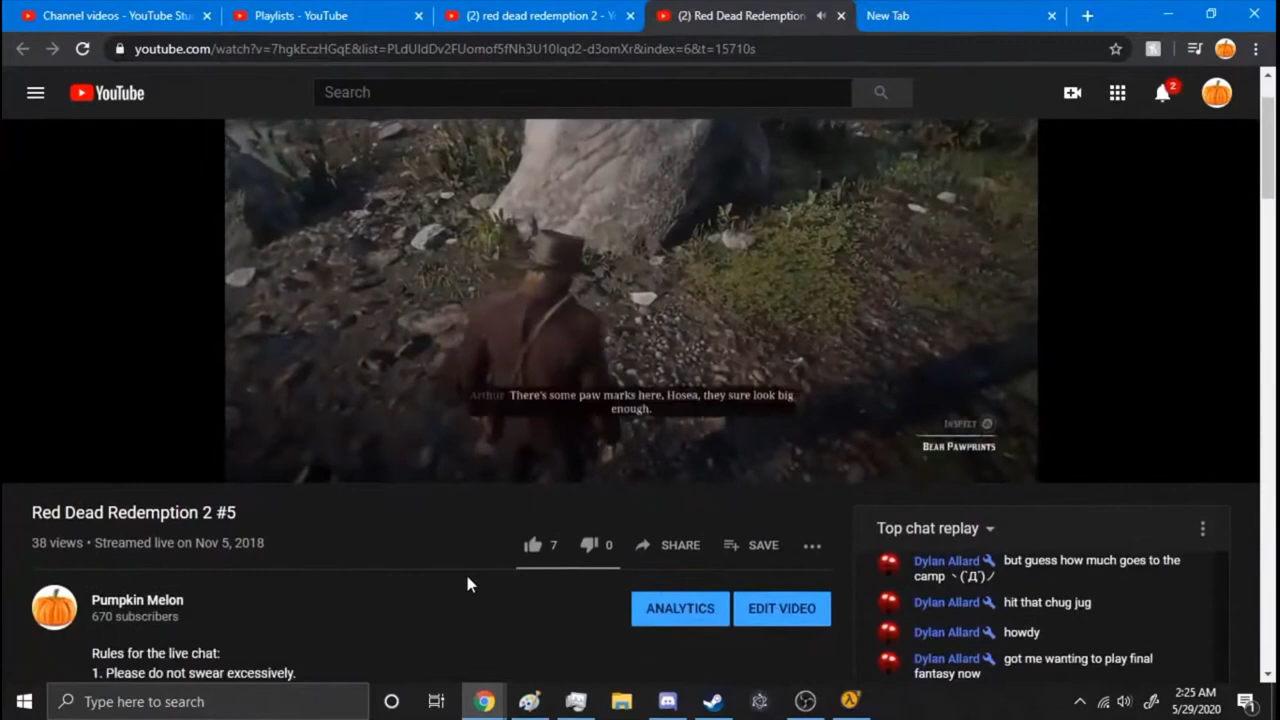 Channel videos - YouTube Stu
Playlists - YouTube
(2) red dead redemption 2 - Y
(2) Red Dead Redemption
New Tab
youtube.com/watch?v=7hgkEczHGqE&list=PLdUIdDv2FUomof5fNh3U10Iqd2-d3omXr&index=6&t=15710s
YouTube
Search
2
Arthur There's some paw marks here, Hosea, they sure look big
enough.
INSPECT
BEAR PAWPRINTS
Red Dead Redemption 2 #5
38 views • Streamed live on Nov 5, 2018
7
0
SHARE
SAVE
Pumpkin Melon
670 subscribers
ANALYTICS
EDIT VIDEO
Rules for the live chat:
1. Please do not swear excessively.
Top chat replay
Dylan Allard but guess how much goes to the
camp ヽ(´Д`)ノ
Dylan Allard hit that chug jug
Dylan Allard howdy
Dylan Allard got me wanting to play final
fantasy now
Type here to search
2:25 AM
5/29/2020
1